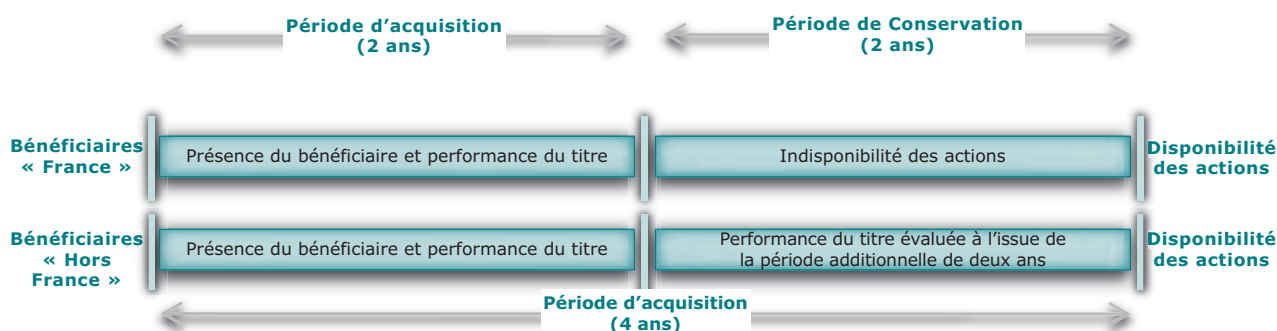 Période d'acquisition
(2 ans)
Période de Conservation
(2 ans)
Bénéficiaires
« France »
Présence du bénéficiaire et performance du titre
Indisponibilité des actions
Disponibilité
des actions
Bénéficiaires
« Hors
France »
Présence du bénéficiaire et performance du titre
Performance du titre évaluée à l'issue de
la période additionnelle de deux ans
Disponibilité
des actions
Période d'acquisition
(4 ans)